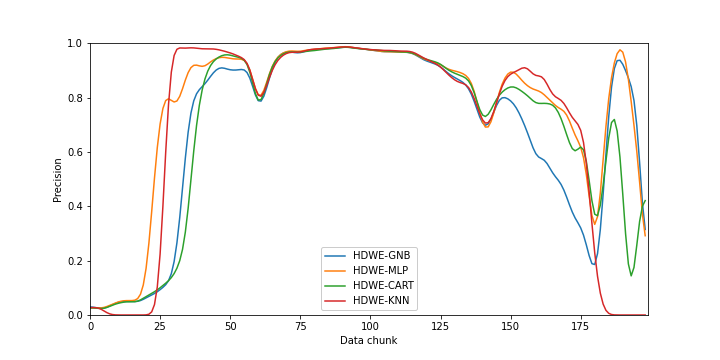 1.0
0.8
0.6
0.4
0.2
0.0
Precision
HDWE-GNB
HDWE-MLP
HDWE-CART
HDWE-KNN
0 25 50 75 100 125 150 175
Data chunk